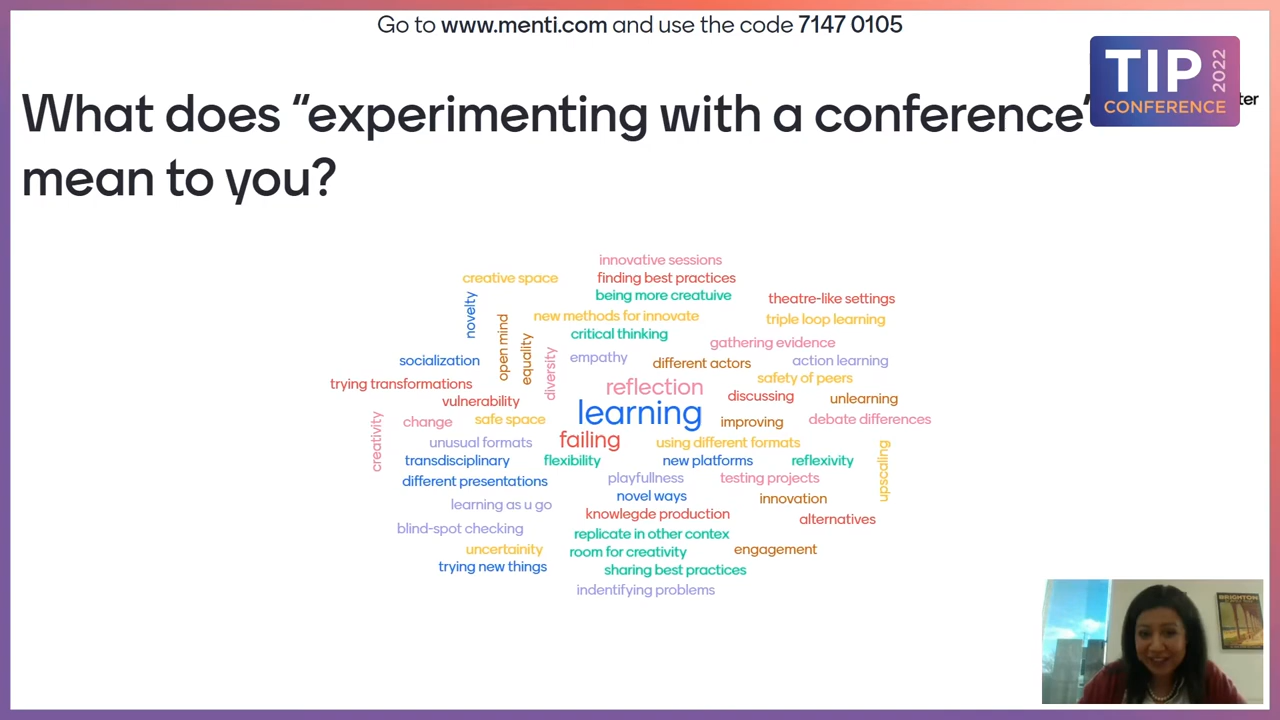 Go to www.menti.com and use the code 7147 0105
TIP
2022
CONFERENCE
ter
What does “experimenting with a conference”
mean to you?
innovative sessions
creative space
finding best practices
being more creatuive
theatre-like settings
novelty
new methods for innovate
triple loop learning
open mind
critical thinking
equality
gathering evidence
diversity
socialization
empathy
different actors
action learning
trying transformations
reflection
safety of peers
vulnerability
discussing
unlearning
creativity
change
safe space
learning
improving
debate differences
unusual formats
failing
using different formats
upscaling
transdisciplinary
flexibility
new platforms
reflexivity
different presentations
playfullness
testing projects
learning as u go
novel ways
innovation
knowlegde production
alternatives
blind-spot checking
replicate in other contex
uncertainity
room for creativity
engagement
trying new things
sharing best practices
indentifying problems
BRIGHTON